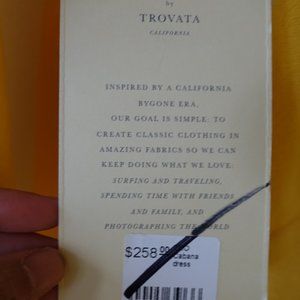 by
TROVATA
CALIFORNIA
INSPIRED BY A CALIFORNIA
BYGONE ERA,
OUR GOAL IS SIMPLE: TO
CREATE CLASSIC CLOTHING IN
AMAZING FABRICS SO WE CAN
KEEP DOING WHAT WE LOVE:
SURFING AND TRAVELING,
SPENDING TIME WITH FRIENDS
AND FAMILY, AND
PHOTOGRAPHING THE WORLD
$258.00
cabana
dress